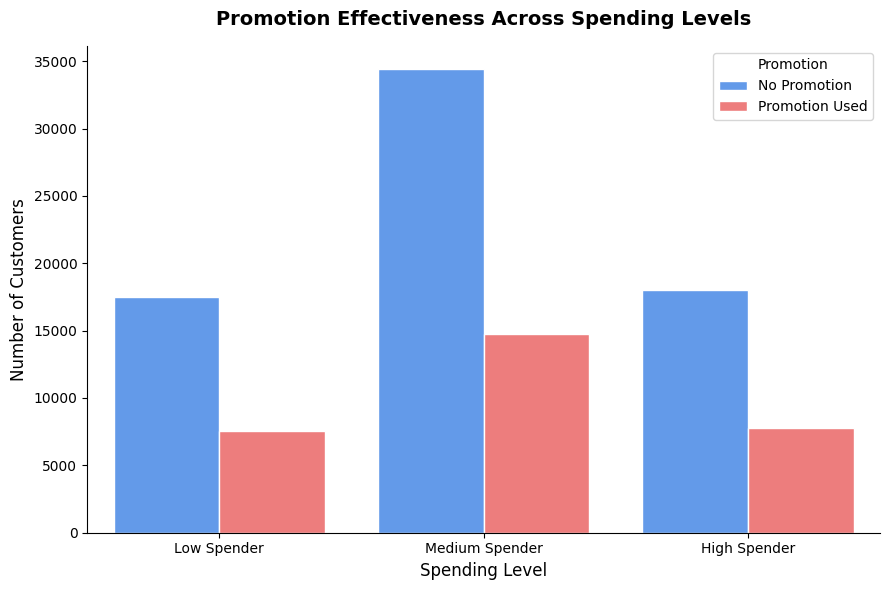 Promotion Effectiveness Across Spending Levels
Number of Customers
35000
30000
25000
20000
15000
10000
5000
0
Promotion
No Promotion
Promotion Used
Low Spender
Medium Spender
High Spender
Spending Level